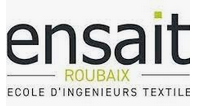 ensait
ROUBAIX
ECOLE D'INGENIEURS TEXTILE